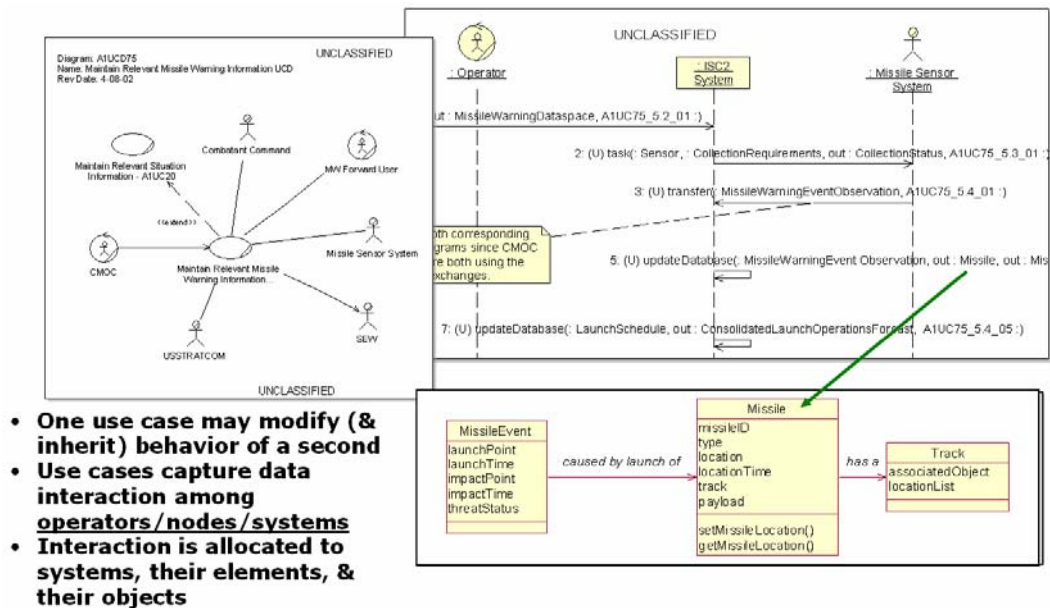 Diagram: A1UCD75
UNCLASSIFIED
Name: Maintain Relevant Missile Warning Information UCD
Rev Date: 4-08-02
Combatant Command
Maintain Relevant Situation
Information - A1UC20
MW Forward User
<<extend>>
CMOC
Maintain Relevant Missile
Warning Information...
Missile Sensor System
SEW
USSTRATCOM
UNCLASSIFIED
UNCLASSIFIED
: Operator
: ISC2
System
: Missile Sensor
System
ut : MissileWarningDataspace, A1UC75_5.2_01 :)
2: (U) task(: Sensor, : CollectionRequirements, out : CollectionStatus, A1UC75_5.3_01 :)
3: (U) transfer(: MissileWarningEventObservation, A1UC75_5.4_01 :)
oth corresponding
grams since CMOC
re both using the
xchanges.
5: (U) updateDatabase(: MissileWarningEvent Observation, out : Missile, out : Mis
7: (U) updateDatabase(: LaunchSchedule, out : ConsolidatedLaunchOperationsForcast, A1UC75_5.4_05 :)
MissileEvent
launchPoint
launchTime
impactPoint
impactTime
threatStatus
caused by launch of
Missile
missileID
type
location
locationTime
track
payload
setMissileLocation()
getMissileLocation()
has a
Track
associatedObject
locationList
• One use case may modify (&
inherit) behavior of a second
• Use cases capture data
interaction among
operators/nodes/systems
• Interaction is allocated to
systems, their elements, &
their objects